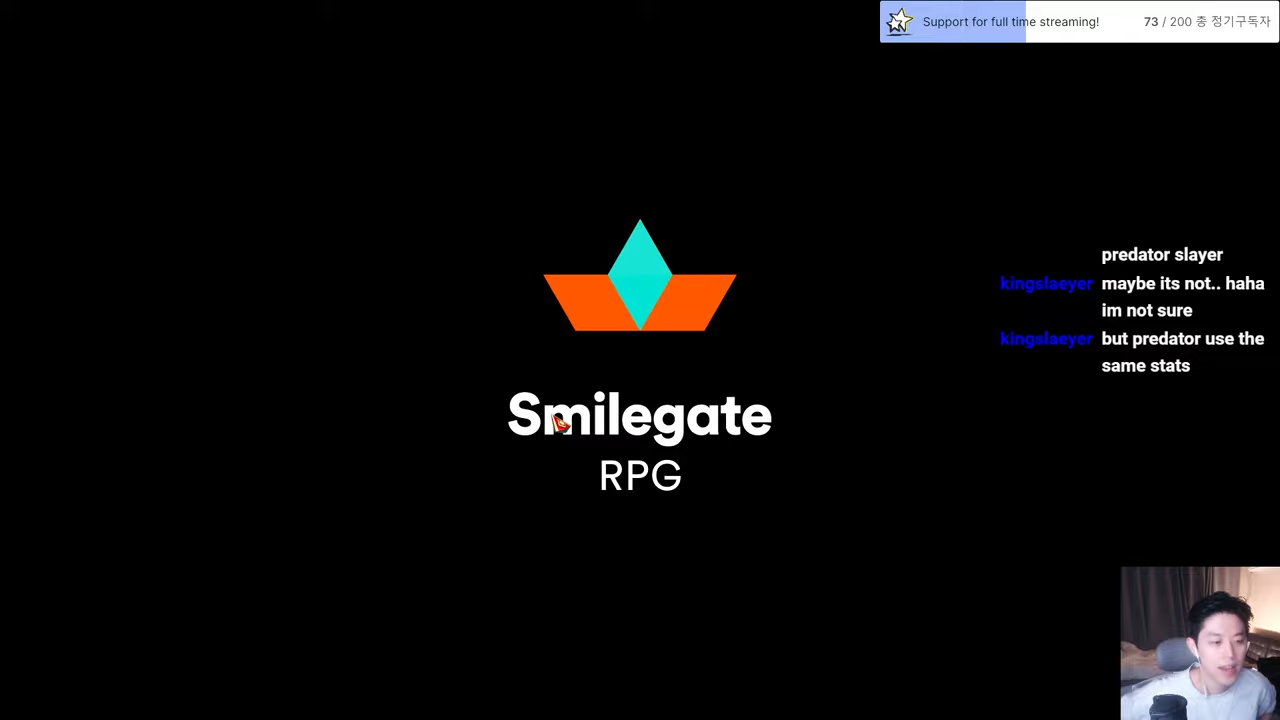 Support for full time streaming! 73 / 200 총 정기구독자
predator slayer
kingslaeyer maybe its not.. haha
im not sure
kingslaeyer but predator use the
same stats
Smilegate
RPG